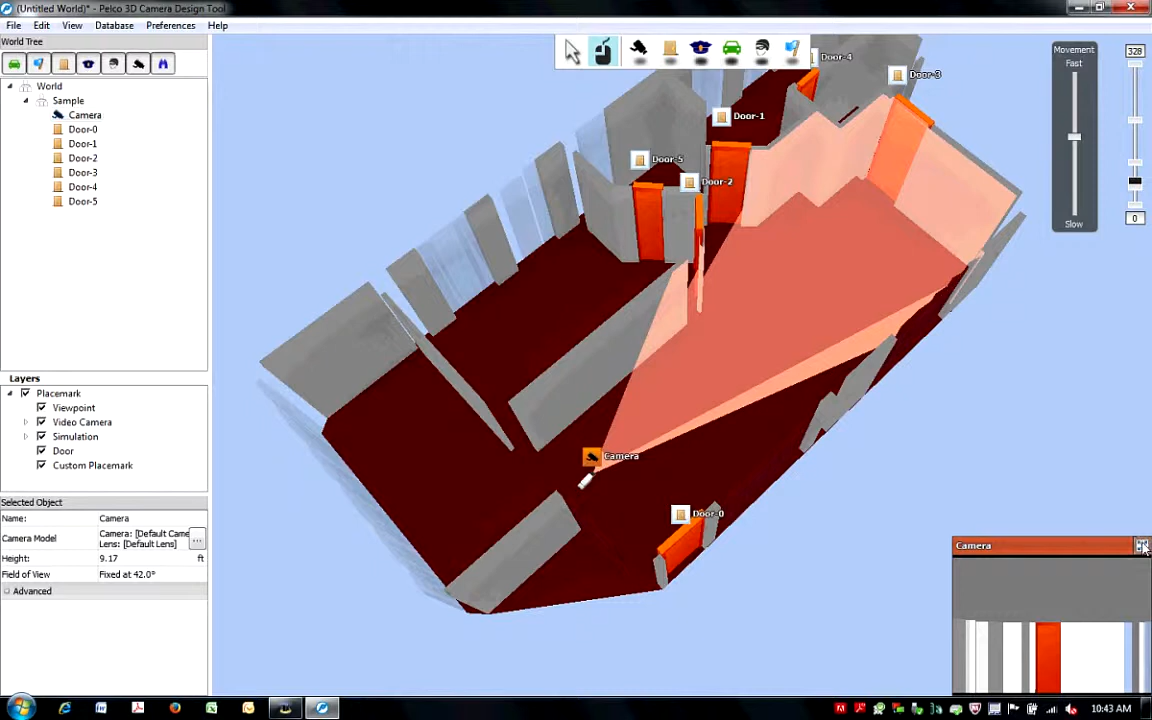 (Untitled World)* - Pelco 3D Camera Design Tool
File Edit View Database Preferences Help
World Tree
World
Sample
Camera
Door-0
Door-1
Door-2
Door-3
Door-4
Door-5
Layers
Placemark
Viewpoint
Video Camera
Simulation
Door
Custom Placemark
Selected Object
Name: Camera
Camera Model Camera: [Default Came
Lens: [Default Lens] ...
Height: 9.17 ft
Field of View Fixed at 42.0°
Advanced
Door-4
Door-3
Door-1
Door-5
Door-2
Camera
Door-0
Movement
Fast
Slow
328
0
Camera
10:43 AM